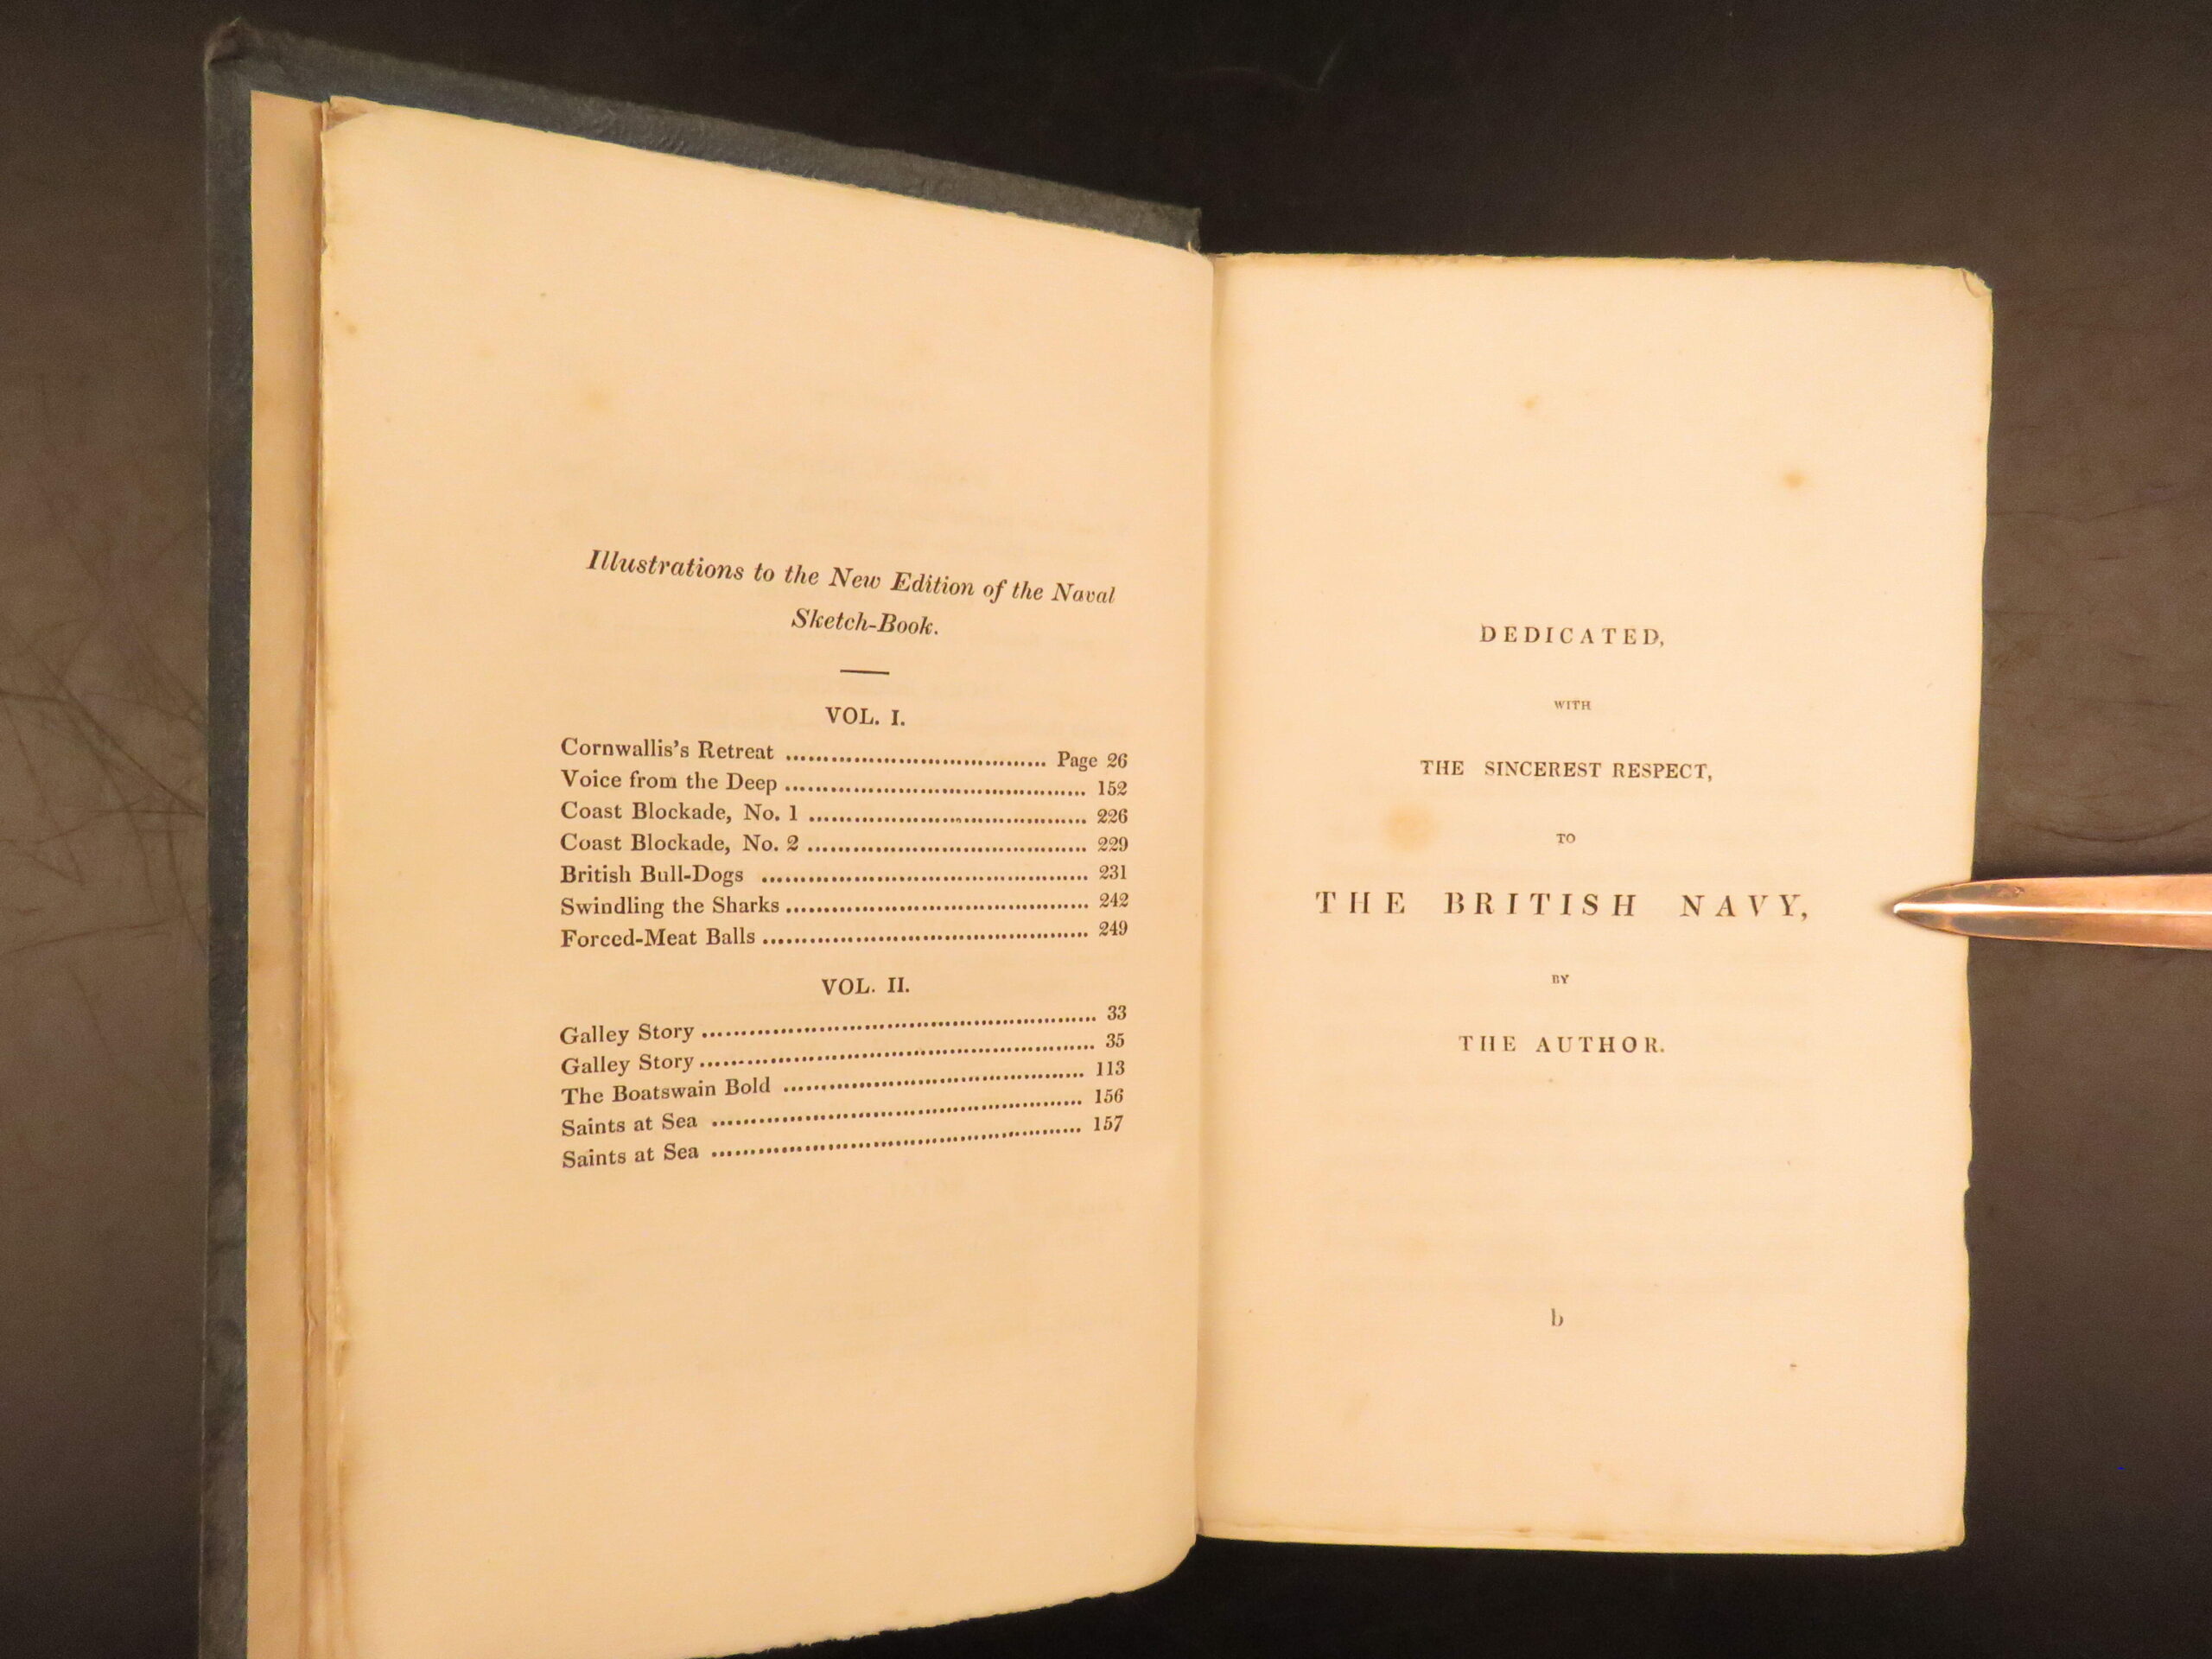 Illustrations to the New Edition of the Naval
Sketch-Book.
VOL. I.
Cornwallis's Retreat .................................. Page 26
Voice from the Deep ....................................... 152
Coast Blockade, No. 1 .................................... 226
Coast Blockade, No. 2 .................................... 229
British Bull-Dogs .......................................... 231
Swindling the Sharks ....................................... 242
Forced-Meat Balls .......................................... 249
VOL. II.
Galley Story .................................................... 33
Galley Story .................................................... 35
The Boatswain Bold ....................................... 113
Saints at Sea ................................................ 156
Saints at Sea ................................................ 157
DEDICATED,
WITH
THE SINCEREST RESPECT,
TO
THE BRITISH NAVY,
BY
THE AUTHOR.
b